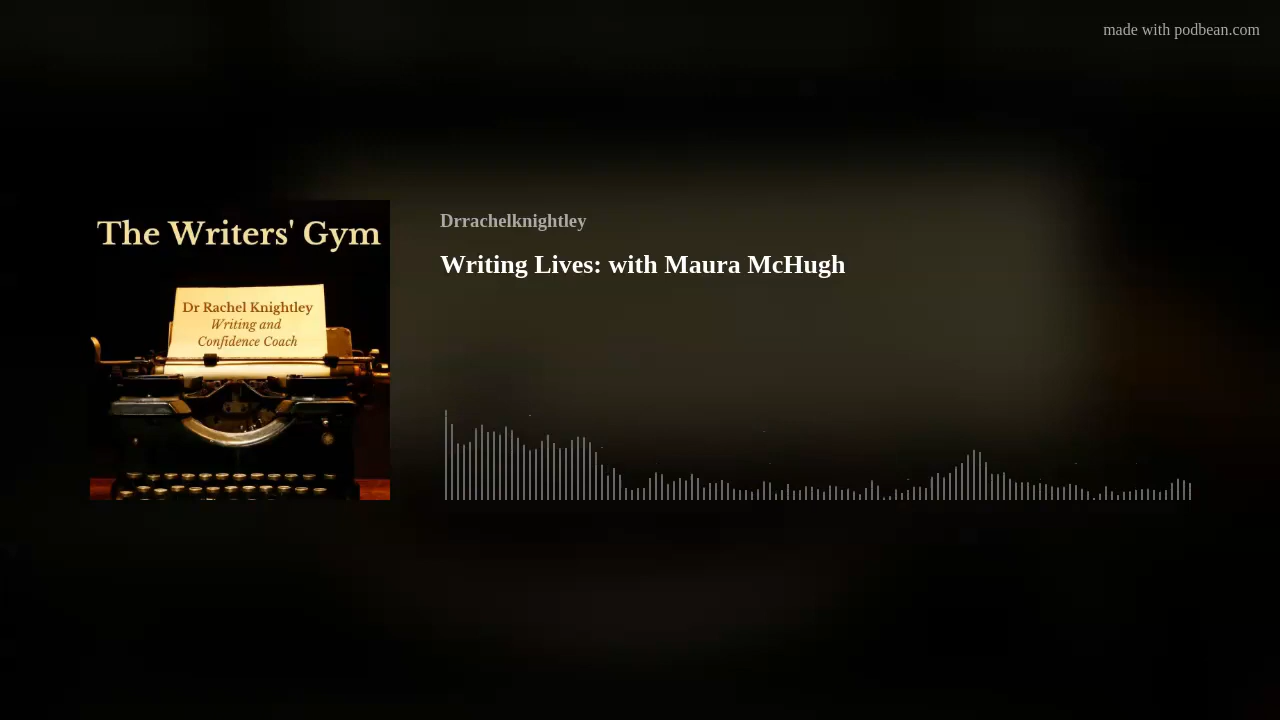 made with podbean.com
The Writers' Gym
Dr Rachel Knightley
Writing and
Confidence Coach
Drrachelknightley
Writing Lives: with Maura McHugh